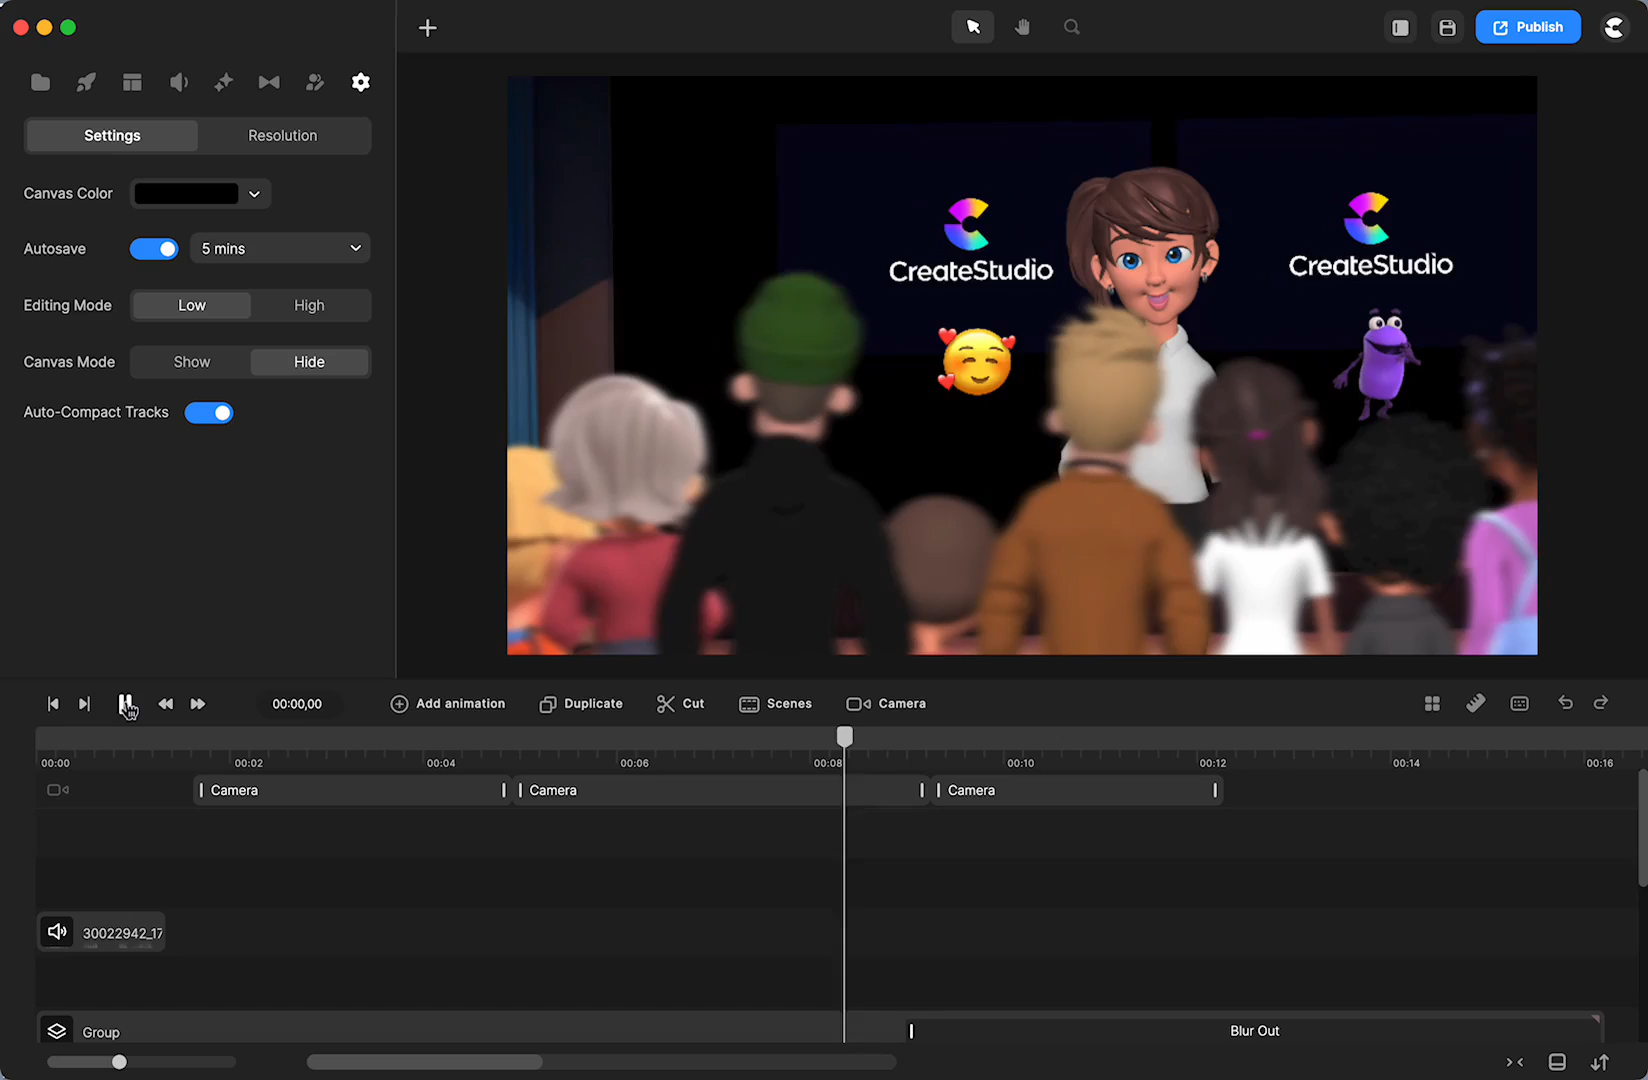 Publish
Settings
Resolution
Canvas Color
Autosave
5 mins
Editing Mode
Low
High
Canvas Mode
Show
Hide
Auto-Compact Tracks
CreateStudio
CreateStudio
00:00,00
Add animation
Duplicate
Cut
Scenes
Camera
00:00
00:02
00:04
00:06
00:08
00:10
00:12
00:14
00:16
Camera
Camera
Camera
30022942_17
Group
Blur Out